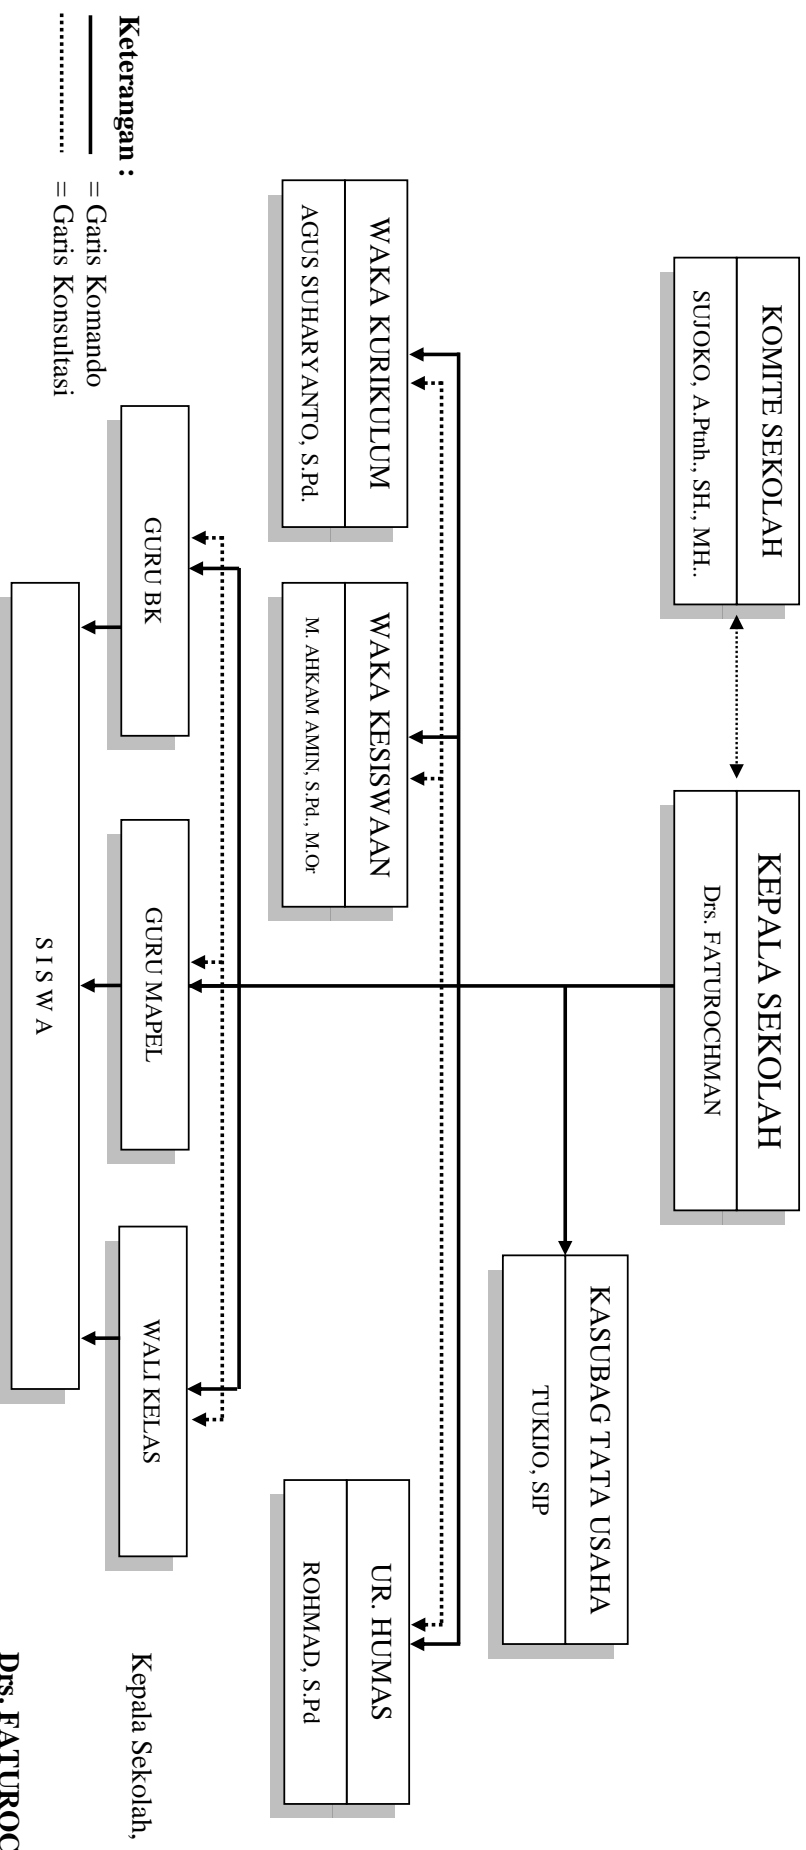 KOMITE SEKOLAH
SUJOKO, A.Ptnh., SH., MH..
KEPALA SEKOLAH
Drs. FATUROCHMAN
KASUBAG TATA USAHA
TUKIJO, SIP
WAKA KURIKULUM
AGUS SUHARYANTO, S.Pd.
WAKA KESISWAAN
M. AHKAM AMIN, S.Pd., M.Or
UR. HUMAS
ROHMAD, S.Pd
GURU BK
GURU MAPEL
WALI KELAS
S I S W A
Keterangan :
= Garis Komando
= Garis Konsultasi
Kepala Sekolah,
Drs. FATUROC